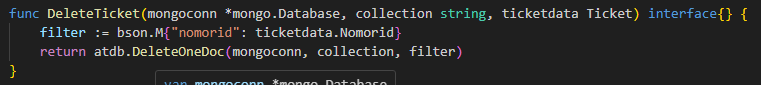 func DeleteTicket(mongoconn *mongo.Database, collection string, ticketdata Ticket) interface{} {
    filter := bson.M{"nomorid": ticketdata.Nomorid}
    return atdb.DeleteOneDoc(mongoconn, collection, filter)
}
var mongoconn *mongo.Database